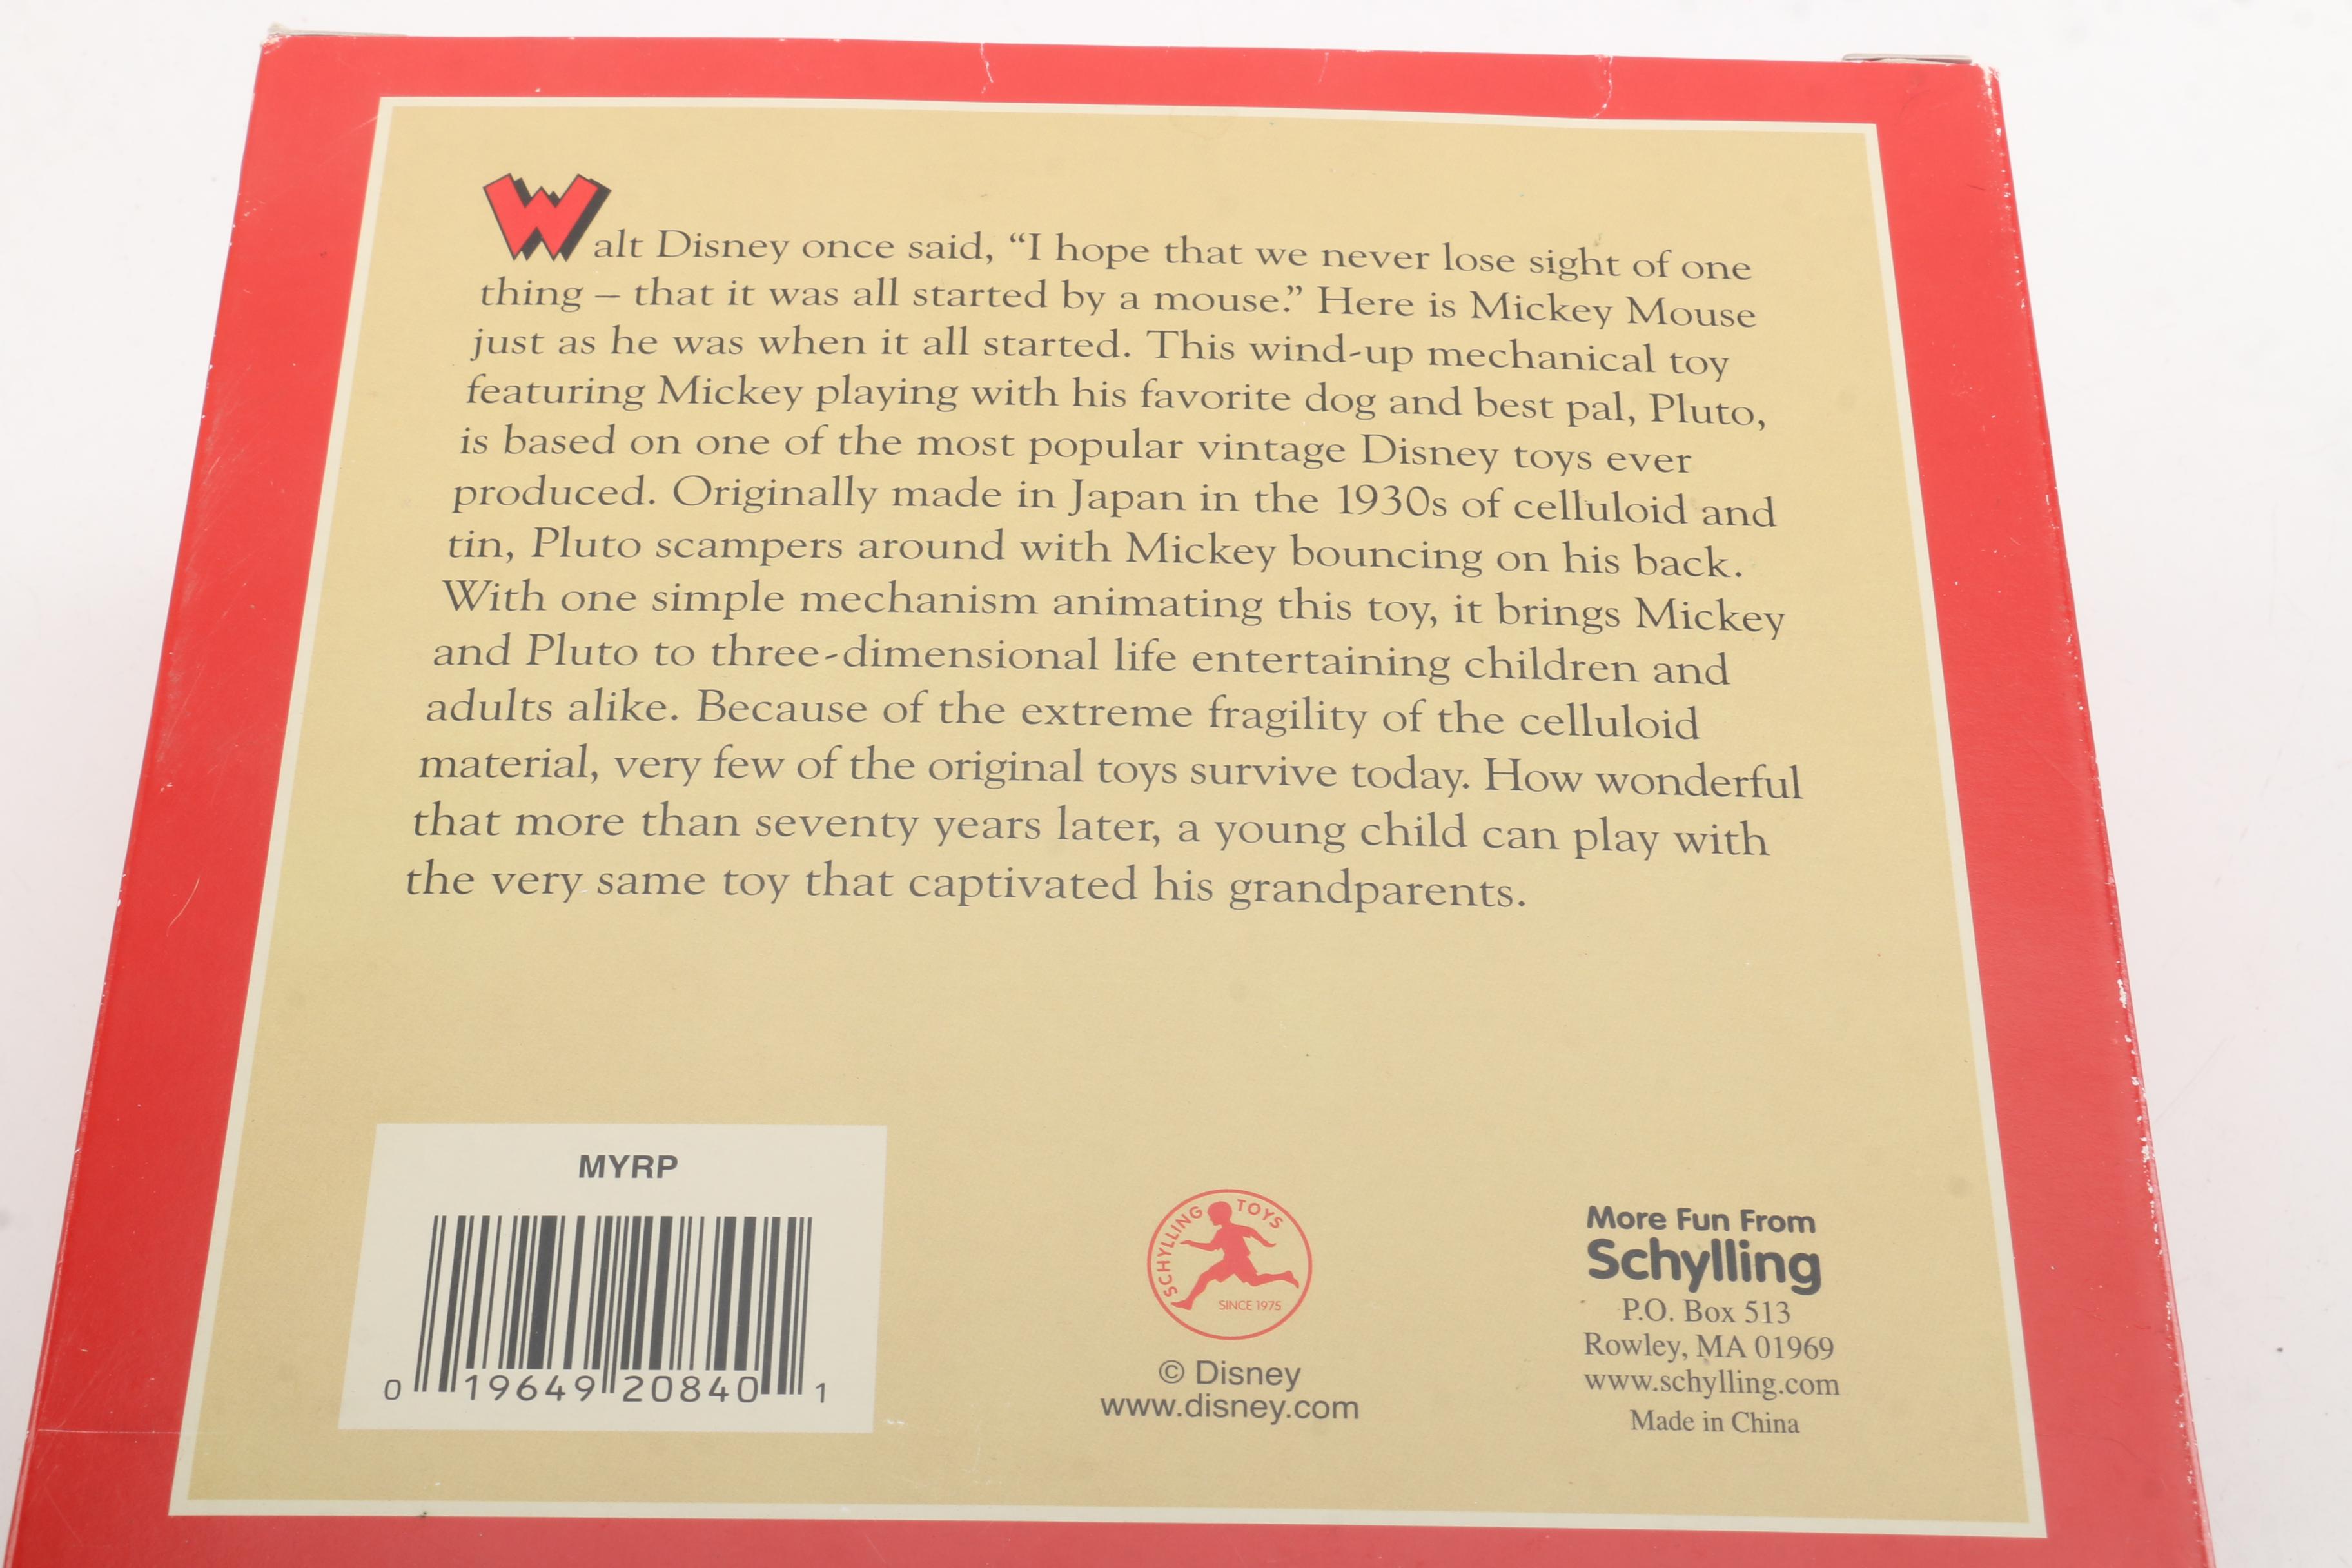 Walt Disney once said, “I hope that we never lose sight of one
thing – that it was all started by a mouse.” Here is Mickey Mouse
just as he was when it all started. This wind-up mechanical toy
featuring Mickey playing with his favorite dog and best pal, Pluto,
is based on one of the most popular vintage Disney toys ever
produced. Originally made in Japan in the 1930s of celluloid and
tin, Pluto scampers around with Mickey bouncing on his back.
With one simple mechanism animating this toy, it brings Mickey
and Pluto to three-dimensional life entertaining children and
adults alike. Because of the extreme fragility of the celluloid
material, very few of the original toys survive today. How wonderful
that more than seventy years later, a young child can play with
the very same toy that captivated his grandparents.
MYRP
0 19649 20840 1
SCHYLLING TOYS
SINCE 1975
© Disney
www.disney.com
More Fun From
Schylling
P.O. Box 513
Rowley, MA 01969
www.schylling.com
Made in China